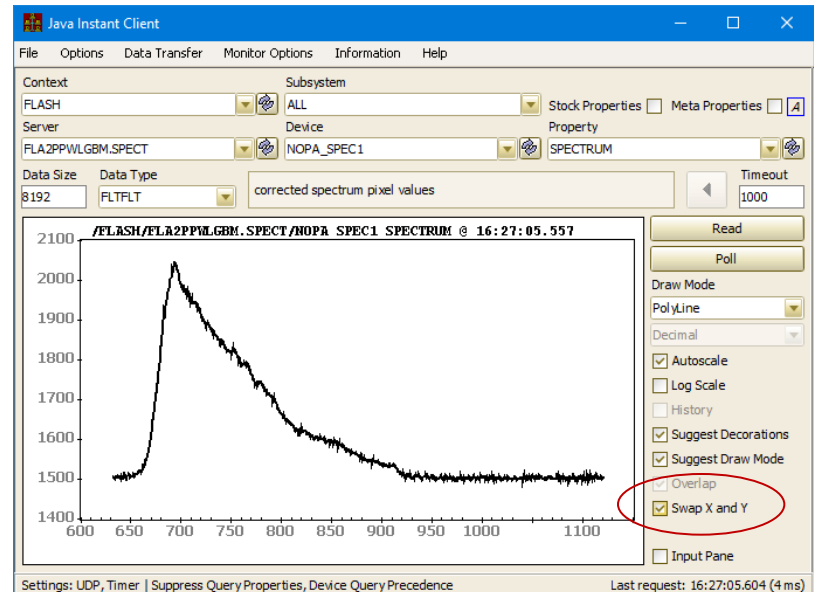 Java Instant Client
File Options Data Transfer Monitor Options Information Help
Context Subsystem
FLASH ALL Stock Properties Meta Properties A
Server Device Property
FLA2PPWLGBM.SPECT NOPA_SPEC1 SPECTRUM
Data Size Data Type Timeout
8192 FLTFLT corrected spectrum pixel values 1000
/FLASH/FLA2PPWLGBM.SPECT/NOPA SPEC1 SPECTRUM @ 16:27:05.557
Read
Poll
Draw Mode
PolyLine
Decimal
Autoscale
Log Scale
History
Suggest Decorations
Suggest Draw Mode
Overlap
Swap X and Y
Input Pane
2100
2000
1900
1800
1700
1600
1500
1400
600 650 700 750 800 850 900 950 1000 1100
Settings: UDP, Timer | Suppress Query Properties, Device Query Precedence Last request: 16:27:05.604 (4 ms)